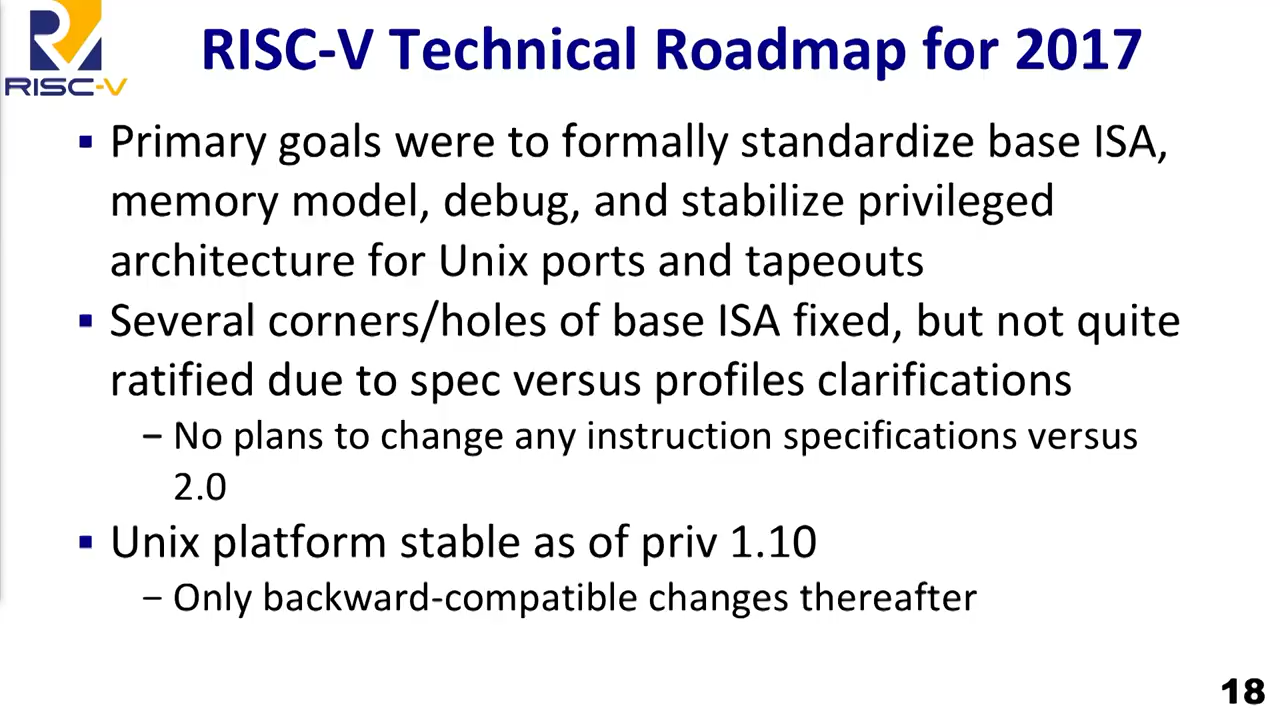 RISC-V
RISC-V Technical Roadmap for 2017
▪ Primary goals were to formally standardize base ISA,
memory model, debug, and stabilize privileged
architecture for Unix ports and tapeouts
▪ Several corners/holes of base ISA fixed, but not quite
ratified due to spec versus profiles clarifications
– No plans to change any instruction specifications versus
2.0
▪ Unix platform stable as of priv 1.10
– Only backward-compatible changes thereafter
18